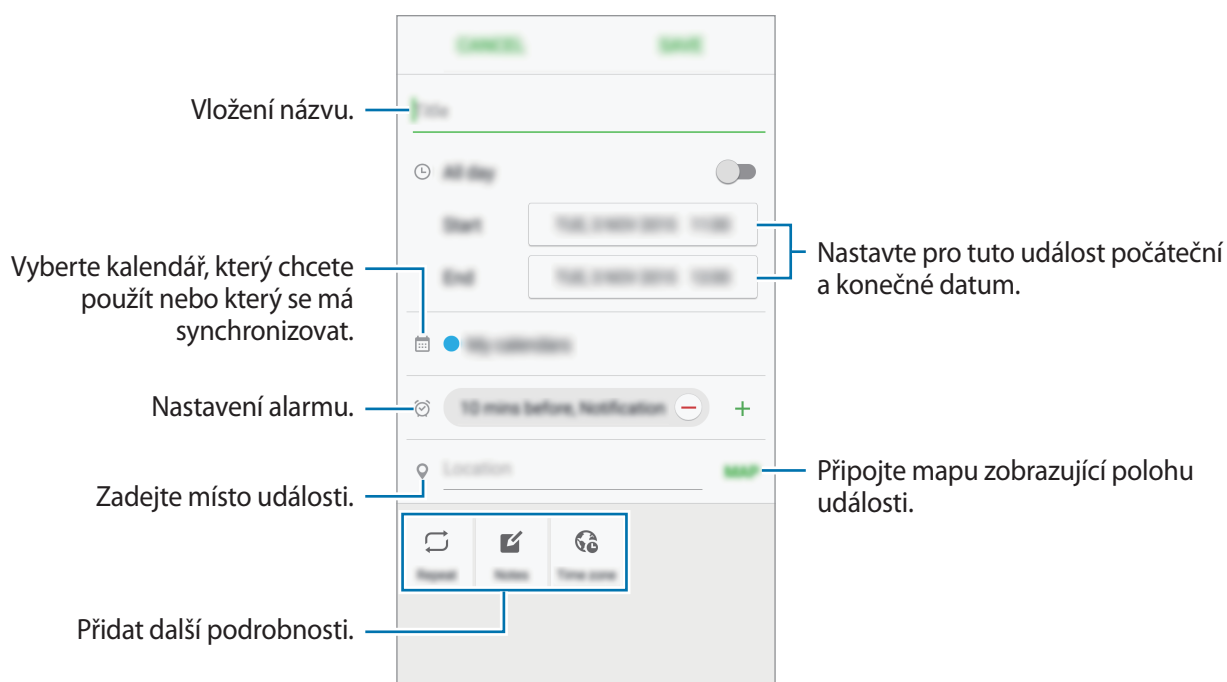 CANCEL
SAVE
Vložení názvu.
Title
All day
Start
End
Nastavte pro tuto událost počáteční
a konečné datum.
Vyberte kalendář, který chcete
použít nebo který se má
synchronizovat.
My calendars
Nastavení alarmu.
10 mins before, Notification
Location
MAP
Připojte mapu zobrazující polohu
události.
Zadejte místo události.
Repeat
Notes
Time zone
Přidat další podrobnosti.